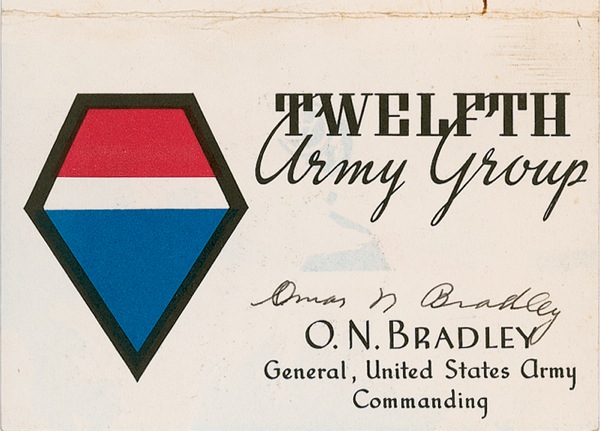 TWELFTH
Army Group
Omar N Bradley
O. N. BRADLEY
General, United States Army
Commanding